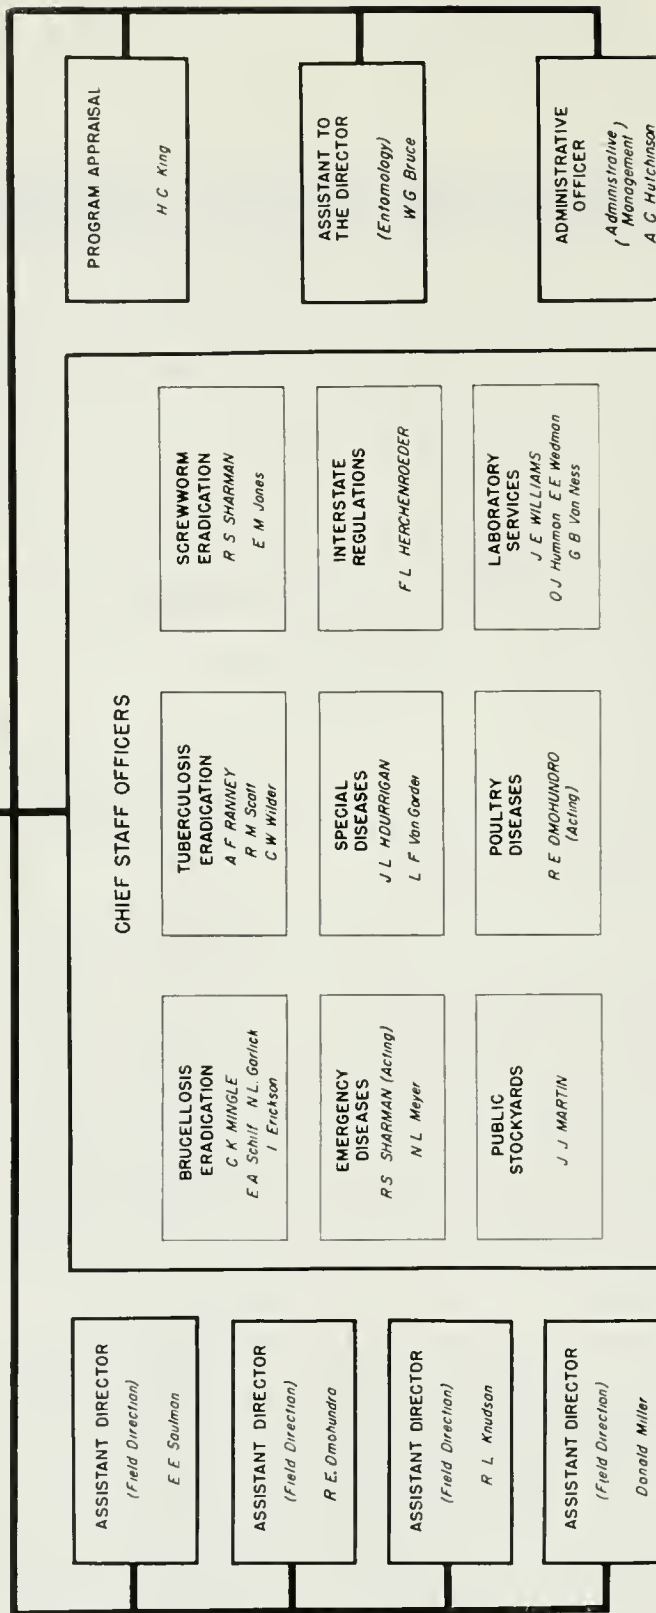 ASSISTANT DIRECTOR
(Field Direction)
E E Saulmon
ASSISTANT DIRECTOR
(Field Direction)
R E. Omohundro
ASSISTANT DIRECTOR
(Field Direction)
R L Knudson
ASSISTANT DIRECTOR
(Field Direction)
Donald Miller
CHIEF STAFF OFFICERS
BRUCELLOSIS
ERADICATION
C K MINGLE
E A Schilf N L. Garlick
I Erickson
TUBERCULOSIS
ERADICATION
A F RANNEY
R M Scott
C W Wilder
SCREWWORM
ERADICATION
R S SHARMAN
E M Jones
EMERGENCY
DISEASES
R S SHARMAN (Acting)
N L Meyer
SPECIAL
DISEASES
J L HOURRIGAN
L F Van Gorder
INTERSTATE
REGULATIONS
F L HERCHENROEDER
PUBLIC
STOCKYARDS
J J MARTIN
POULTRY
DISEASES
R E OMOHUNDRO
(Acting)
LABORATORY
SERVICES
J E WILLIAMS
O J Hummon E E Wedman
G B Van Ness
PROGRAM APPRAISAL
H C King
ASSISTANT TO
THE DIRECTOR
(Entomology)
W G Bruce
ADMINISTRATIVE
OFFICER
(Administrative
Management)
A C Hutchinson